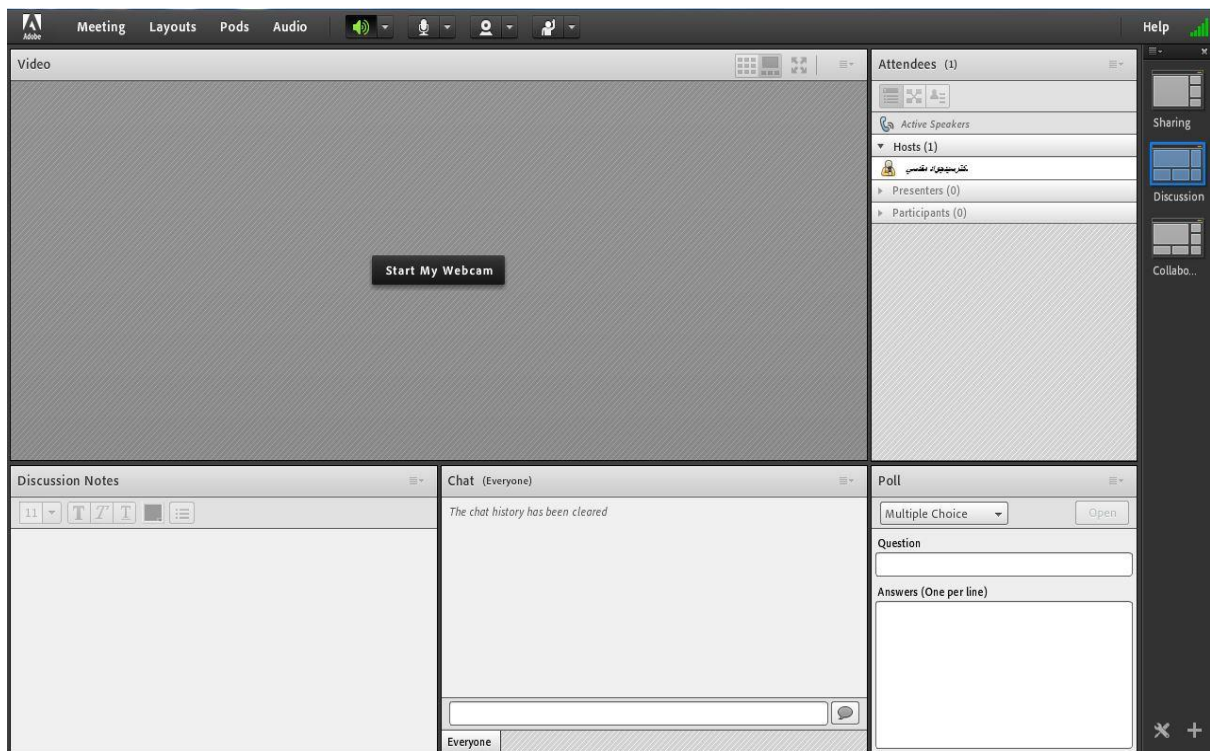 Adobe
Meeting Layouts Pods Audio Help
Video
Start My Webcam
Attendees (1)
Active Speakers
Hosts (1)
مقدسي
Presenters (0)
Participants (0)
Sharing
Discussion
Collabo...
Discussion Notes
11 T T T
Chat (Everyone)
The chat history has been cleared
Everyone
Poll
Multiple Choice Open
Question
Answers (One per line)